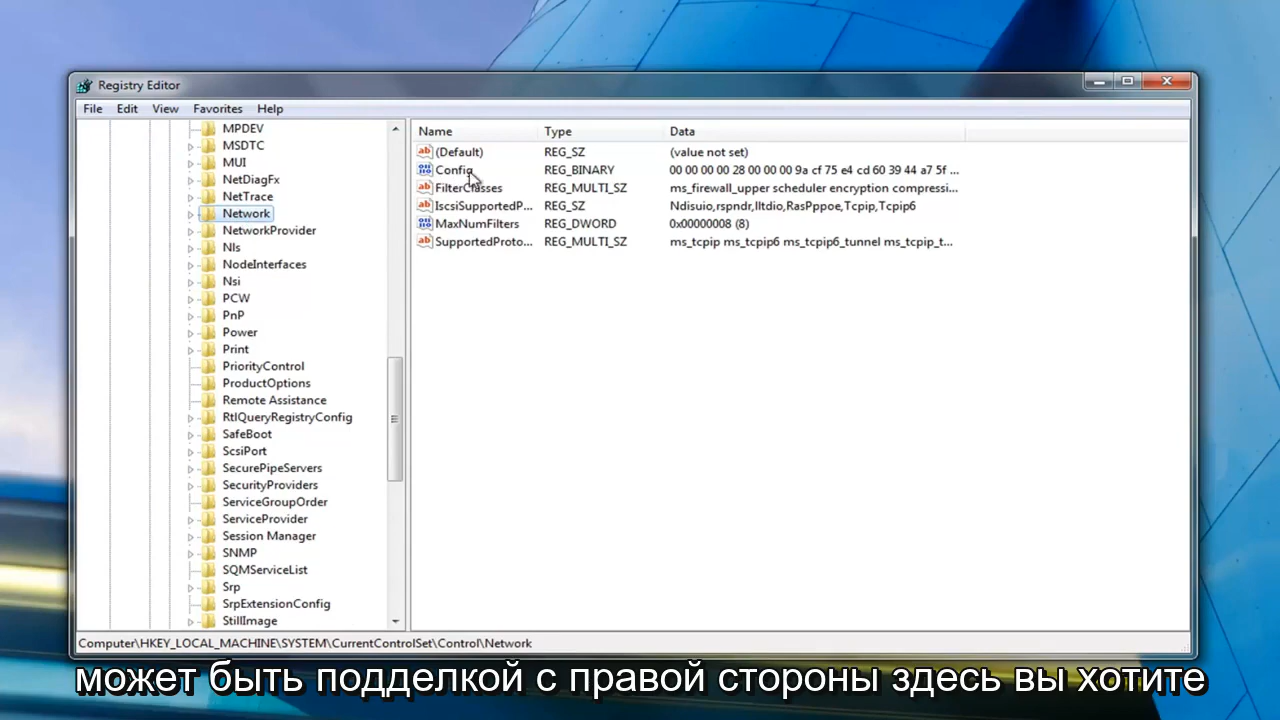 Registry Editor
File Edit View Favorites Help
MPDEV
MSDTC
MUI
NetDiagFx
NetTrace
Network
NetworkProvider
Nls
NodeInterfaces
Nsi
PCW
PnP
Power
Print
PriorityControl
ProductOptions
Remote Assistance
RtlQueryRegistryConfig
SafeBoot
ScsiPort
SecurePipeServers
SecurityProviders
ServiceGroupOrder
ServiceProvider
Session Manager
SNMP
SQMServiceList
Srp
SrpExtensionConfig
StillImage
Name Type Data
(Default) REG_SZ (value not set)
Config REG_BINARY 00 00 00 00 28 00 00 00 9a cf 75 e4 cd 60 39 44 a7 5f ...
FilterClasses REG_MULTI_SZ ms_firewall_upper scheduler encryption compressi...
IscsiSupportedP... REG_SZ Ndisuio,rspndr,lltdio,RasPppoe,Tcpip,Tcpip6
MaxNumFilters REG_DWORD 0x00000008 (8)
SupportedProto... REG_MULTI_SZ ms_tcpip ms_tcpip6 ms_tcpip6_tunnel ms_tcpip_t...
Computer\HKEY_LOCAL_MACHINE\SYSTEM\CurrentControlSet\Control\Network
может быть подделкой с правой стороны здесь вы хотите